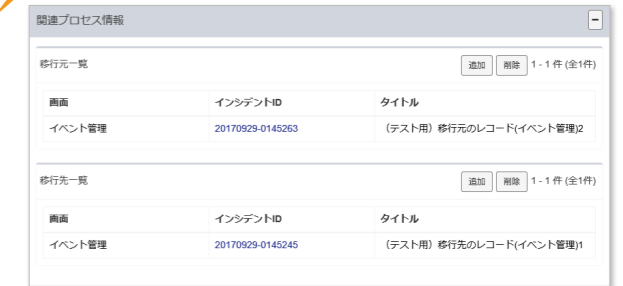 関連プロセス情報 −
移行元一覧 追加 削除 1 - 1 件 (全1件)
画面 インシデントID タイトル
イベント管理 20170929-0145263 （テスト用）移行元のレコード(イベント管理)2
移行先一覧 追加 削除 1 - 1 件 (全1件)
画面 インシデントID タイトル
イベント管理 20170929-0145245 （テスト用）移行先のレコード(イベント管理)1